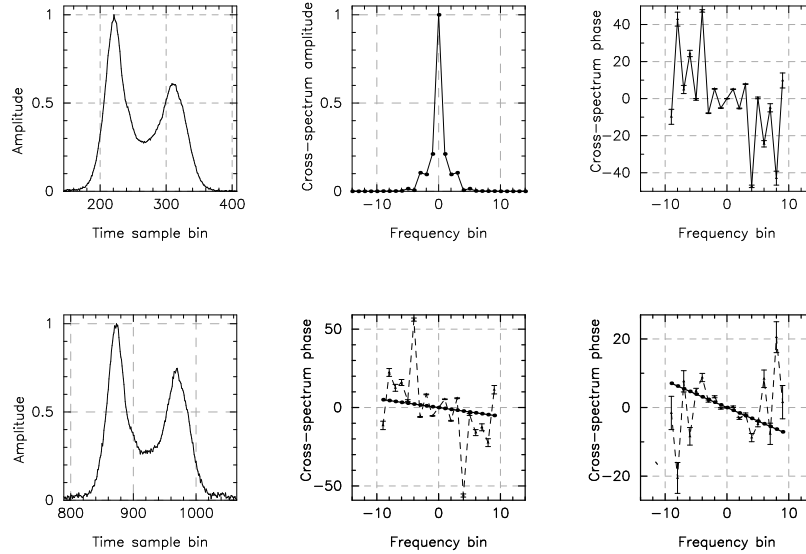 Amplitude
1
0.5
0
200 300 400
Time sample bin
Cross-spectrum amplitude
1
0.5
0
−10 0 10
Frequency bin
Cross-spectrum phase
40
20
0
−20
−40
−10 0 10
Frequency bin
Amplitude
1
0.5
0
800 900 1000
Time sample bin
Cross-spectrum phase
50
0
−50
−10 0 10
Frequency bin
Cross-spectrum phase
20
0
−20
−10 0 10
Frequency bin